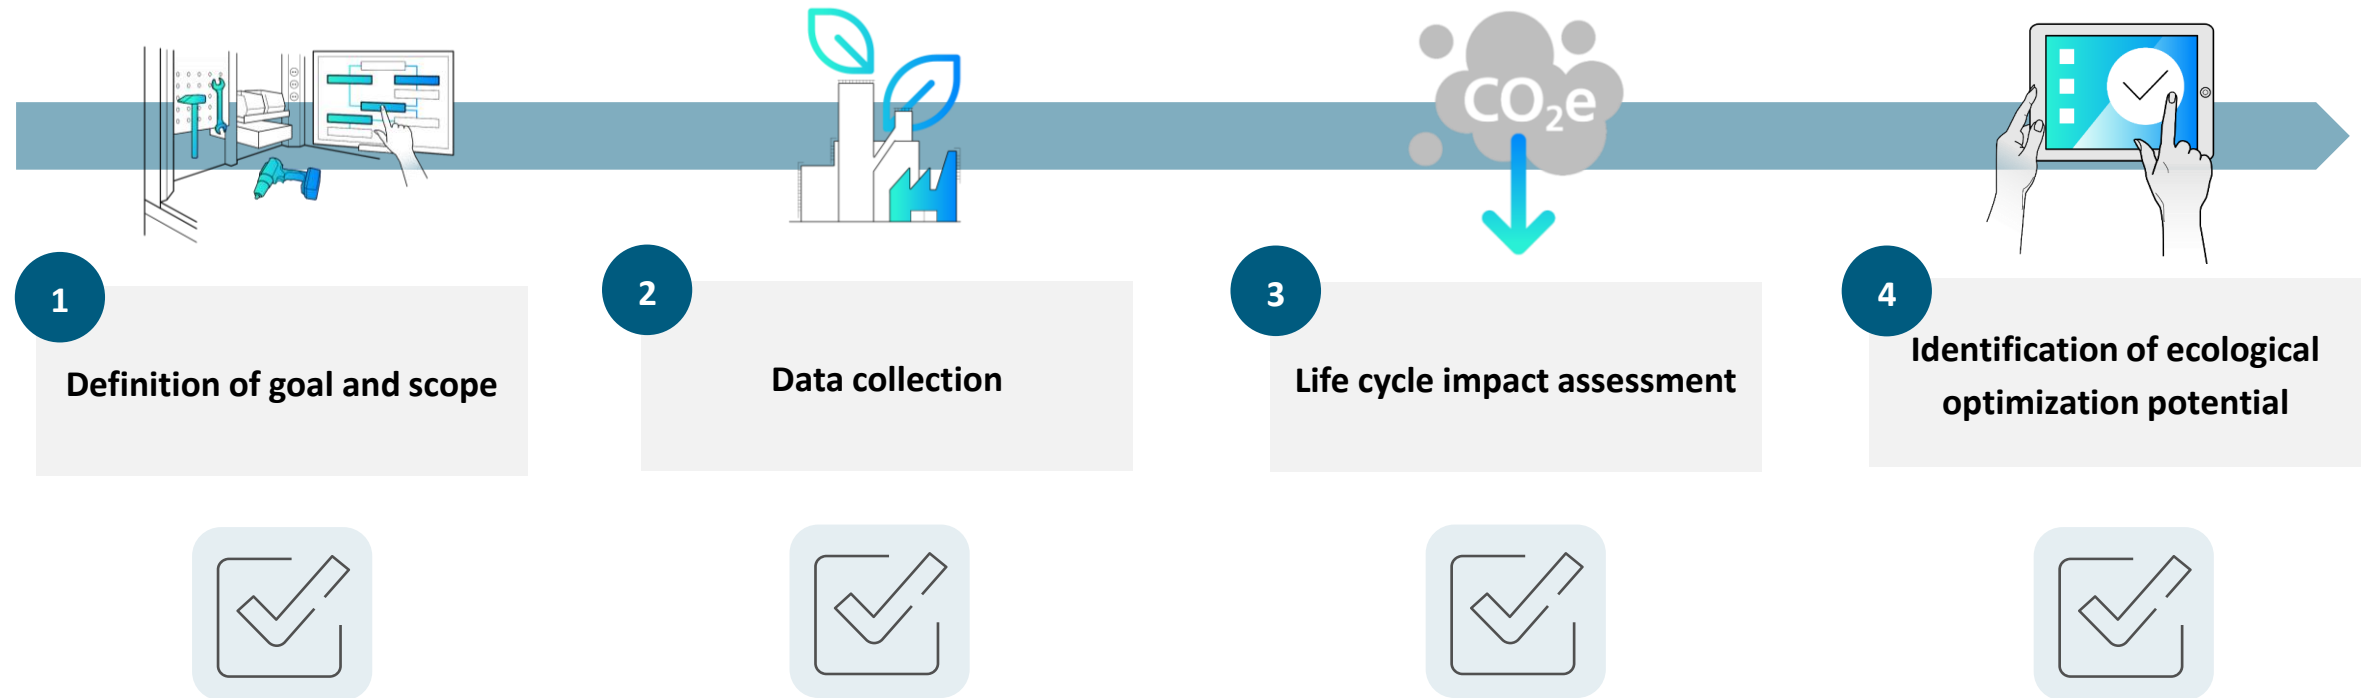 CO₂e
1
Definition of goal and scope
2
Data collection
3
Life cycle impact assessment
4
Identification of ecological
optimization potential